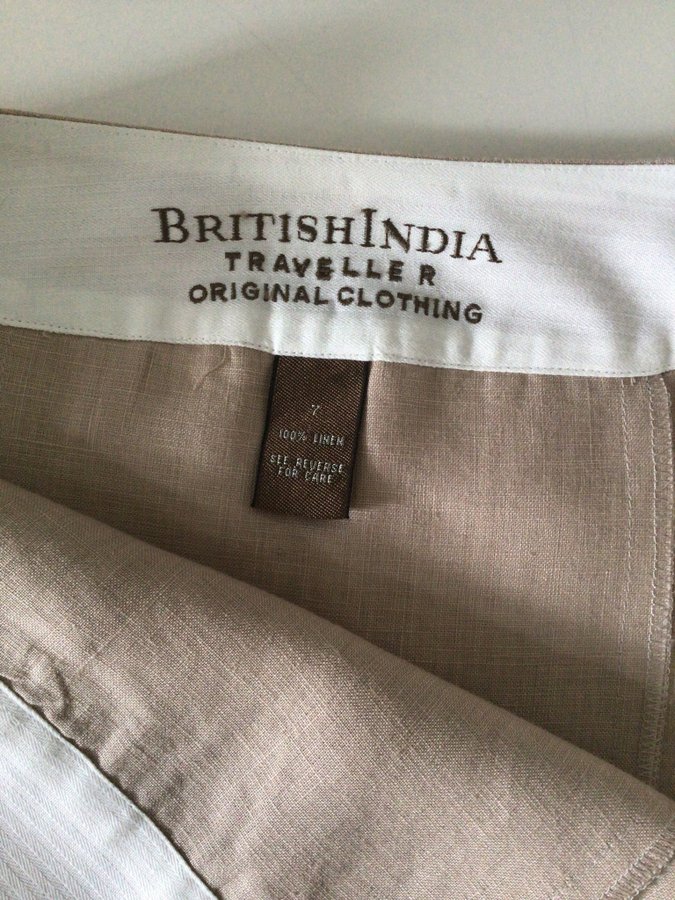 BRITISHINDIA
TRAVELLER
ORIGINAL CLOTHING
7
100% LINEN
SEE REVERSE
FOR CARE